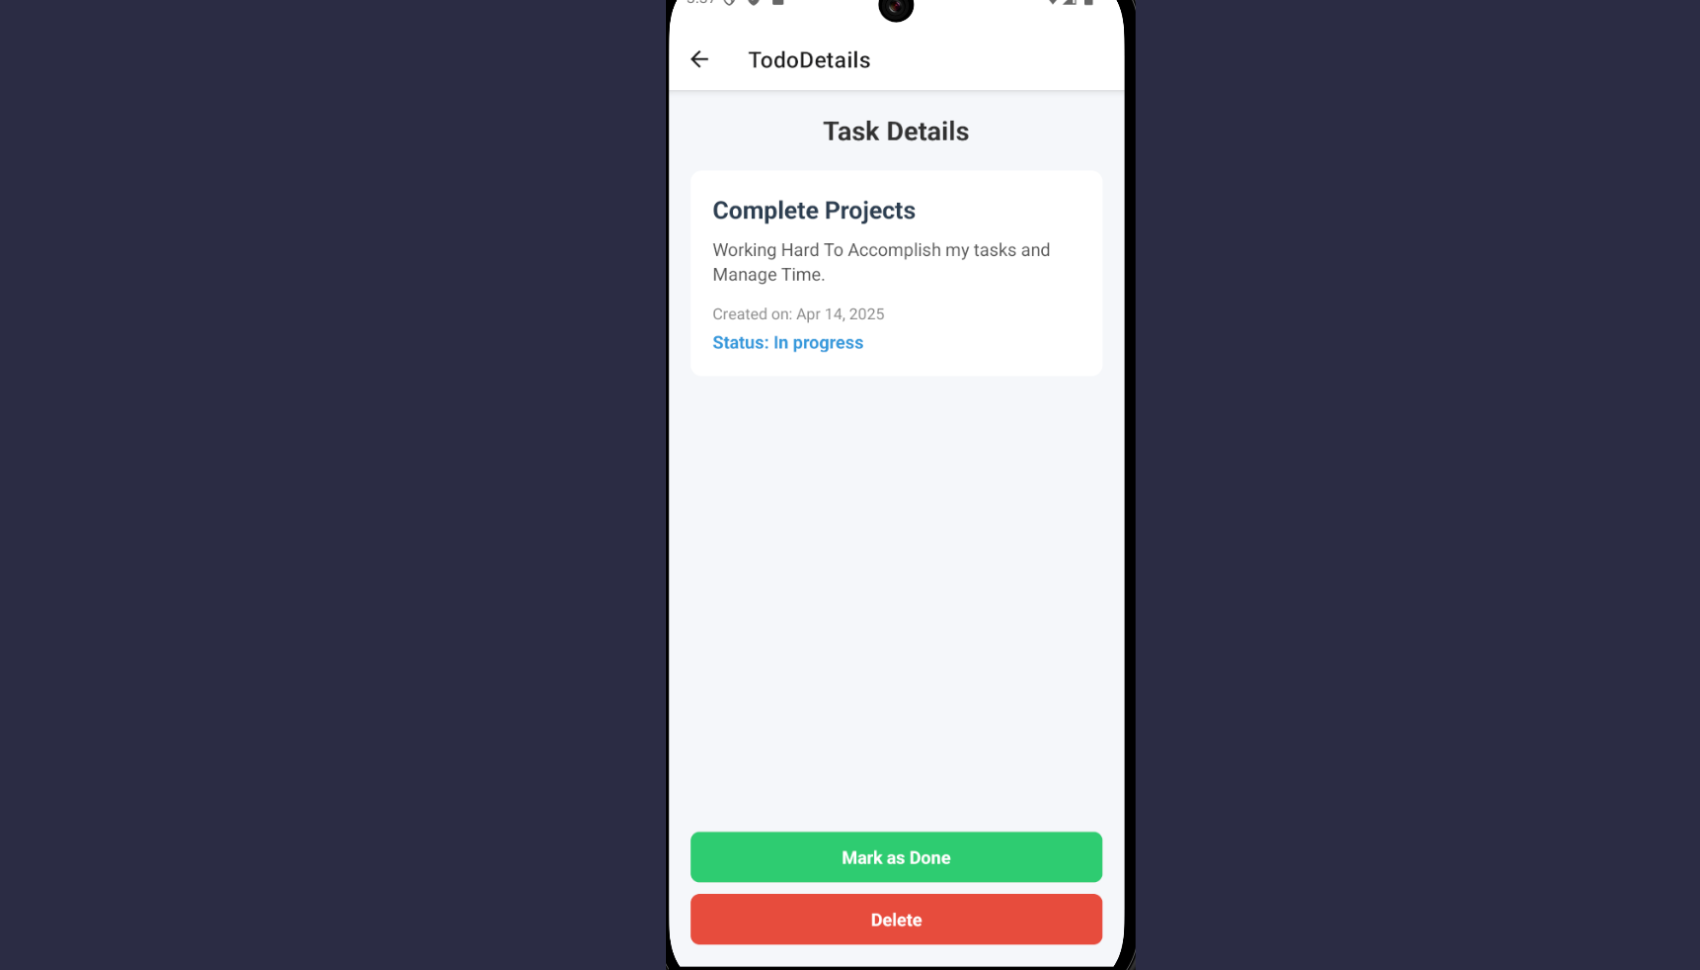 TodoDetails
Task Details
Complete Projects
Working Hard To Accomplish my tasks and
Manage Time.
Created on: Apr 14, 2025
Status: In progress
Mark as Done
Delete